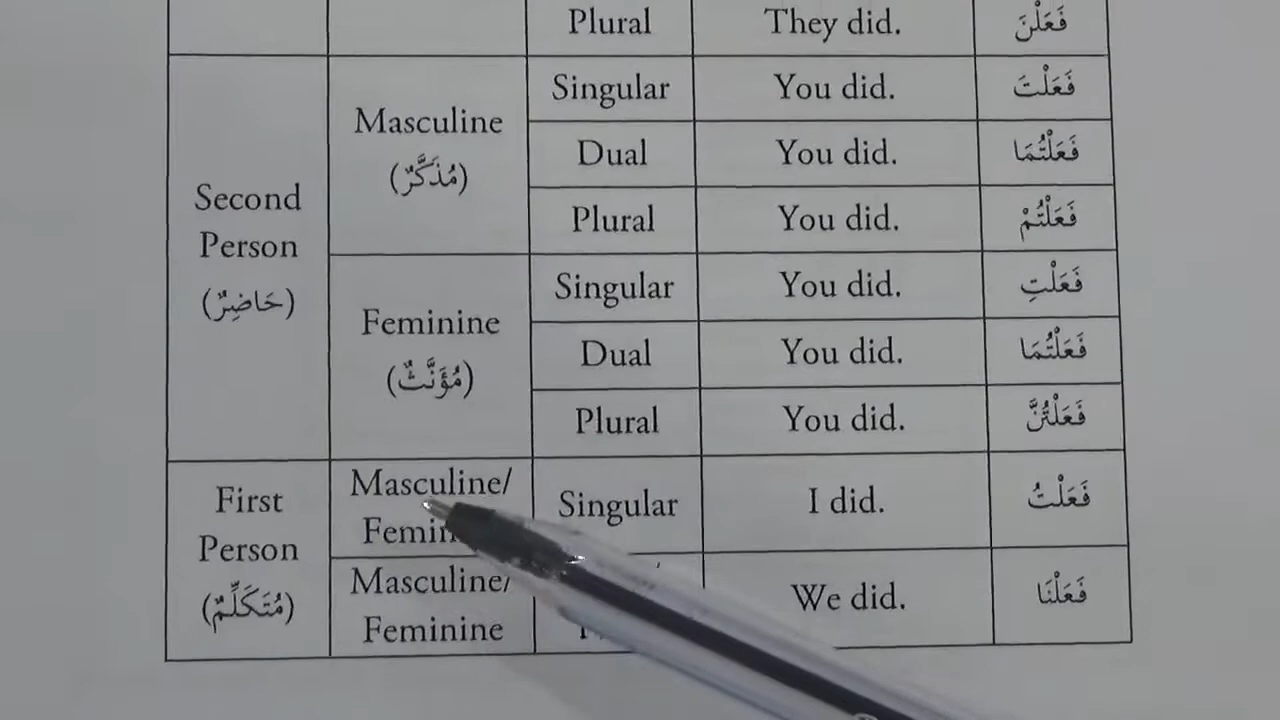 Plural They did. فَعَلْنَ
Second Person (حَاضِرٌ)
Masculine (مُذَكَّرٌ)
Singular You did. فَعَلْتَ
Dual You did. فَعَلْتُمَا
Plural You did. فَعَلْتُمْ
Feminine (مُؤَنَّثٌ)
Singular You did. فَعَلْتِ
Dual You did. فَعَلْتُمَا
Plural You did. فَعَلْتُنَّ
First Person (مُتَكَلِّمٌ)
Masculine/ Singular I did. فَعَلْتُ
Masculine/ Feminine We did. فَعَلْنَا